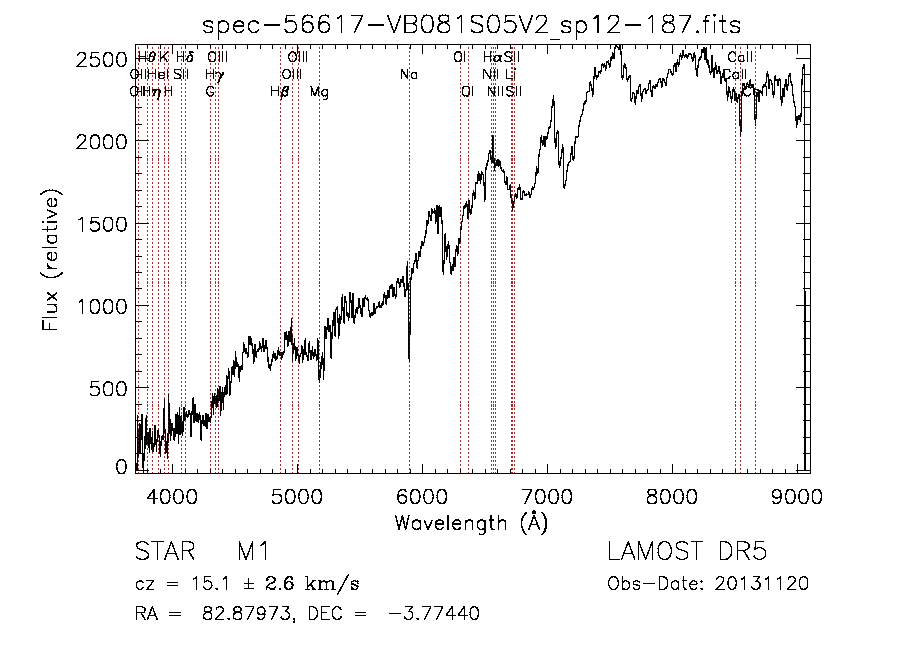 spec-56617-VB081S05V2_sp12-187.fits
Hθ K Hδ OIII OIII OI Hα SII CaII
OII HeI SII Hγ OIII NII Li CaII
OII Hη H G Hβ Mg Na OI NII SII CaII
2500
2000
1500
1000
500
0
Flux (relative)
4000 5000 6000 7000 8000 9000
Wavelength (Å)
STAR M1 LAMOST DR5
cz = 15.1 ± 2.6 km/s Obs-Date: 20131120
RA = 82.87973, DEC = -3.77440